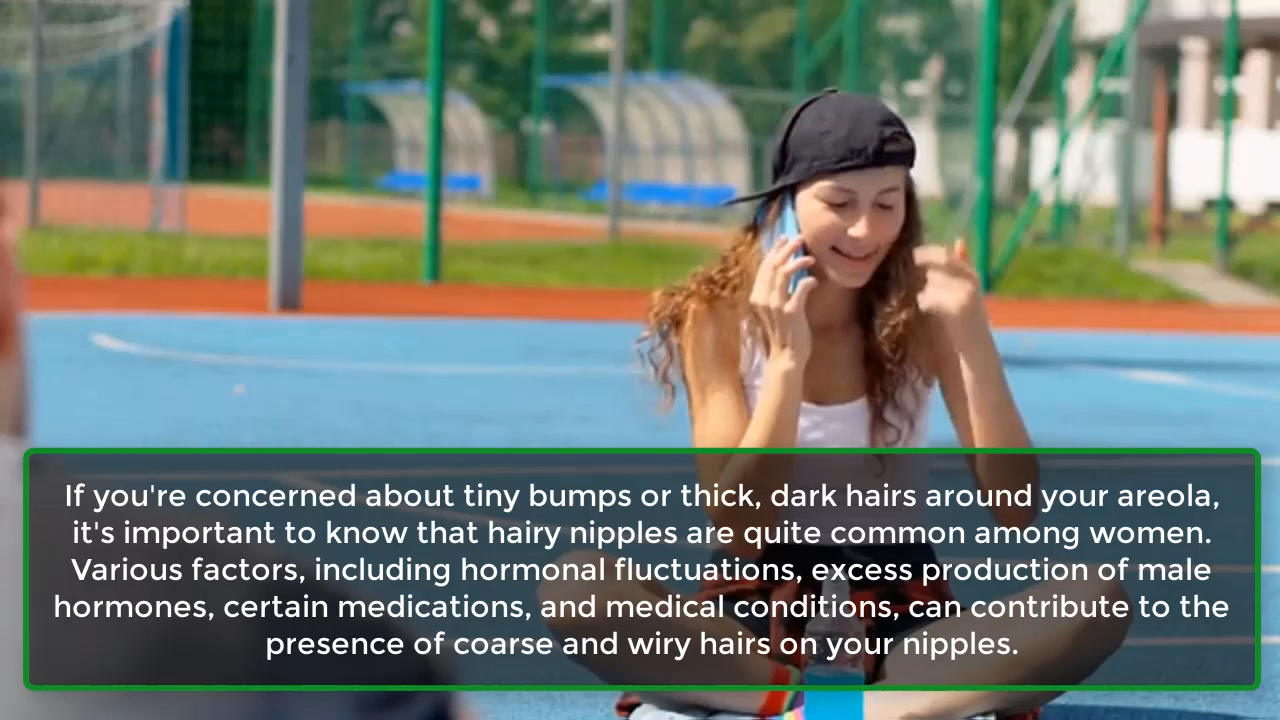 If you're concerned about tiny bumps or thick, dark hairs around your areola,
it's important to know that hairy nipples are quite common among women.
Various factors, including hormonal fluctuations, excess production of male
hormones, certain medications, and medical conditions, can contribute to the
presence of coarse and wiry hairs on your nipples.